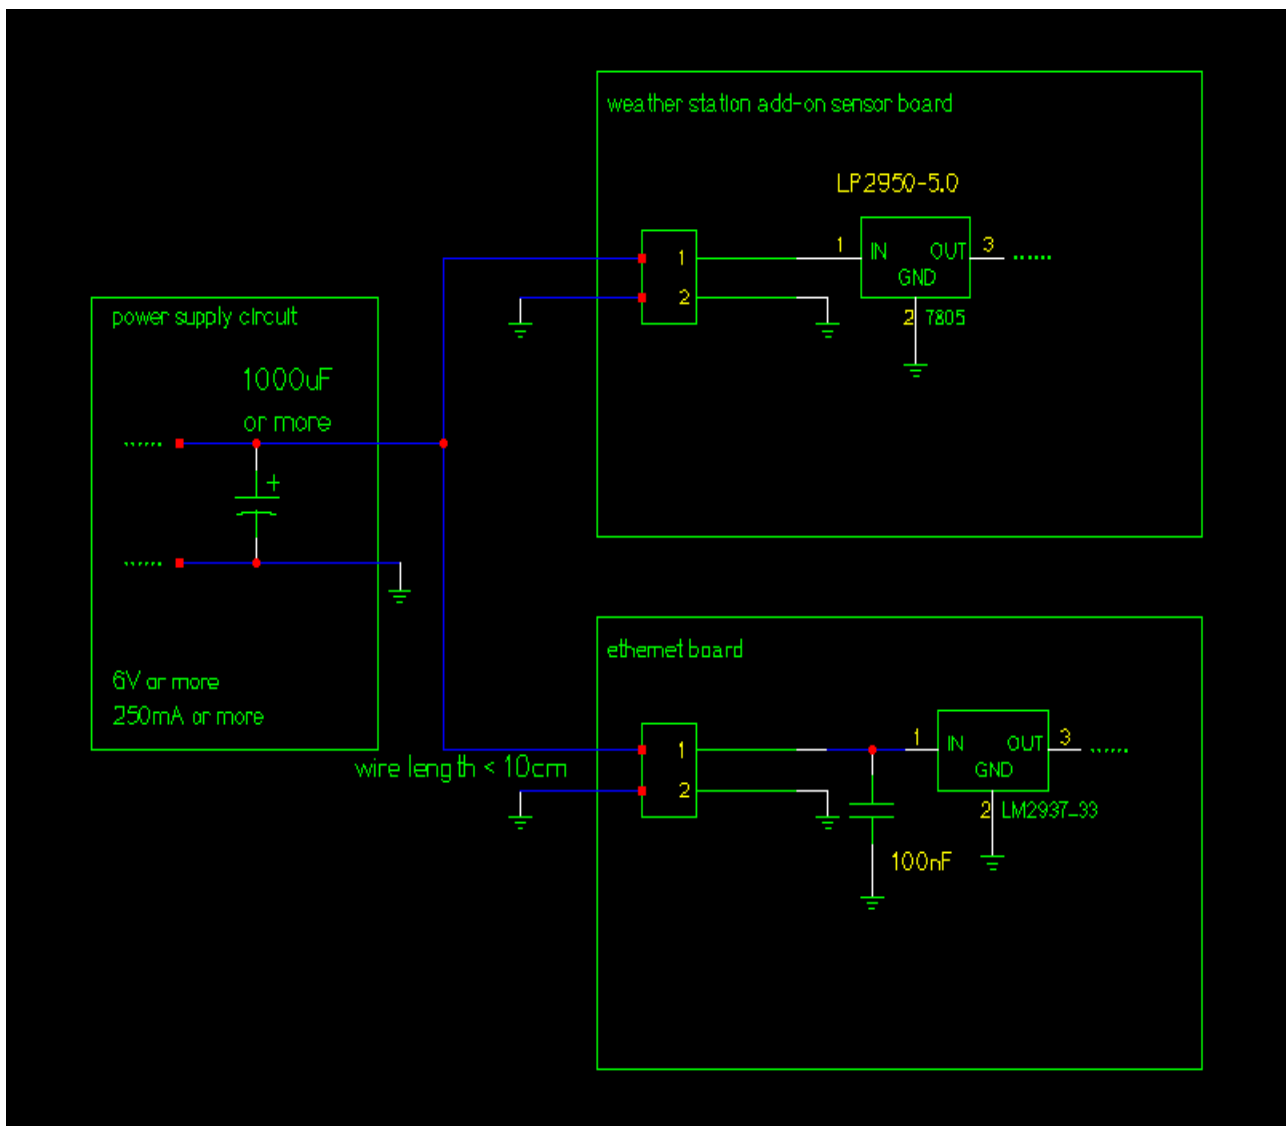 weather station add-on sensor board
LP2950-5.0
1 IN OUT 3 ......
GND
2 7805
1
2
power supply circuit
1000uF
or more
......
+
......
6V or more
250mA or more
wire length < 10cm
ethernet board
1
2
1 IN OUT 3 ......
GND
2 LM2937_33
100nF